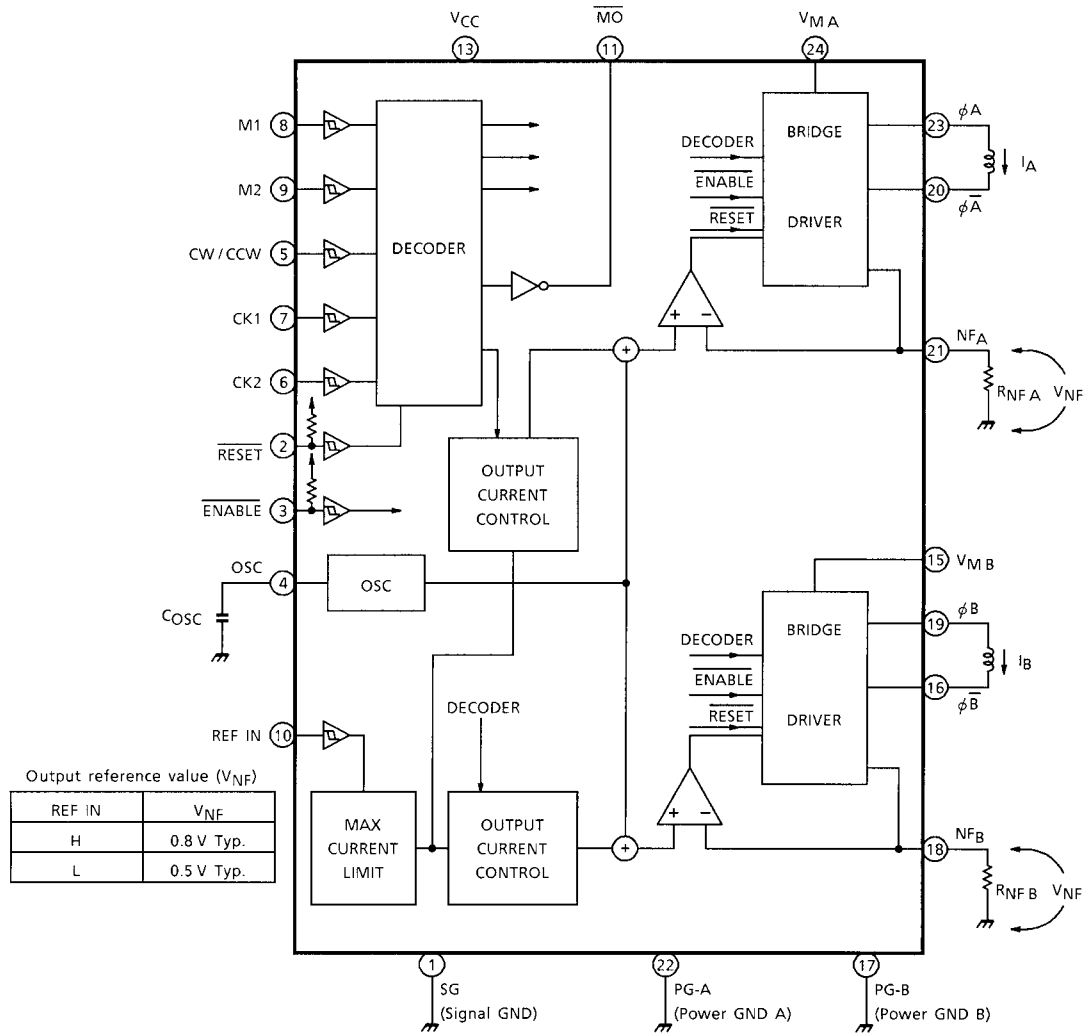 VCC
MO
VMA
13
11
24
M1 8
M2 9
CW / CCW 5
CK1 7
CK2 6
RESET 2
ENABLE 3
DECODER
BRIDGE
DRIVER
DECODER
ENABLE
RESET
+ −
23 φA
IA
20 φA
21 NFA
RNFA
VNF
+
OUTPUT
CURRENT
CONTROL
OSC 4
OSC
COSC
15 VMB
BRIDGE
DRIVER
DECODER
ENABLE
RESET
+ −
19 φB
IB
16 φB
18 NFB
RNFB
VNF
DECODER
REF IN 10
MAX
CURRENT
LIMIT
OUTPUT
CURRENT
CONTROL
+
Output reference value (VNF)
REF IN VNF
H 0.8 V Typ.
L 0.5 V Typ.
1
22
17
SG
(Signal GND)
PG-A
(Power GND A)
PG-B
(Power GND B)